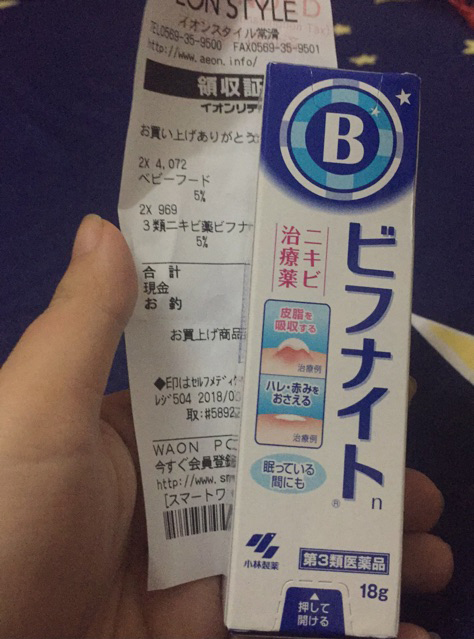 EON STYLE
イオンスタイル常滑
TEL0569-35-9500 FAX0569-35-9501
http://www.aeon.info/
領収証
イオンリテ
お買い上げありがとう
2X 4,072
ベビーフード
5%
2X 969
3類ニキビ薬ビフナ
5%
合計
現金
お釣
お買上げ商品
◆印はセルフメディ
レジ504 2018/0
取:#5892
WAON PO
今すぐ会員登録
http://www.sm
[スマートワ
B
ビフナイトn
®
ニキビ
治療薬
皮脂を
吸収する
治療例
ハレ・赤みを
おさえる
治療例
眠っている
間にも
小林製薬
第3類医薬品
18g
▲
押して
開ける